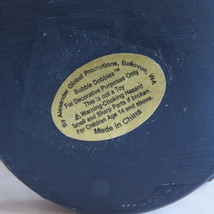 by Alexander Global Promotions, Bellevue, WA
Bobble Dobbles™
For Decorative Purposes Only
This is not a Toy
⚠Warning-Choking Hazard
Small and Sharp Parts if broken.
For Children Age 14 and above.
Made in China